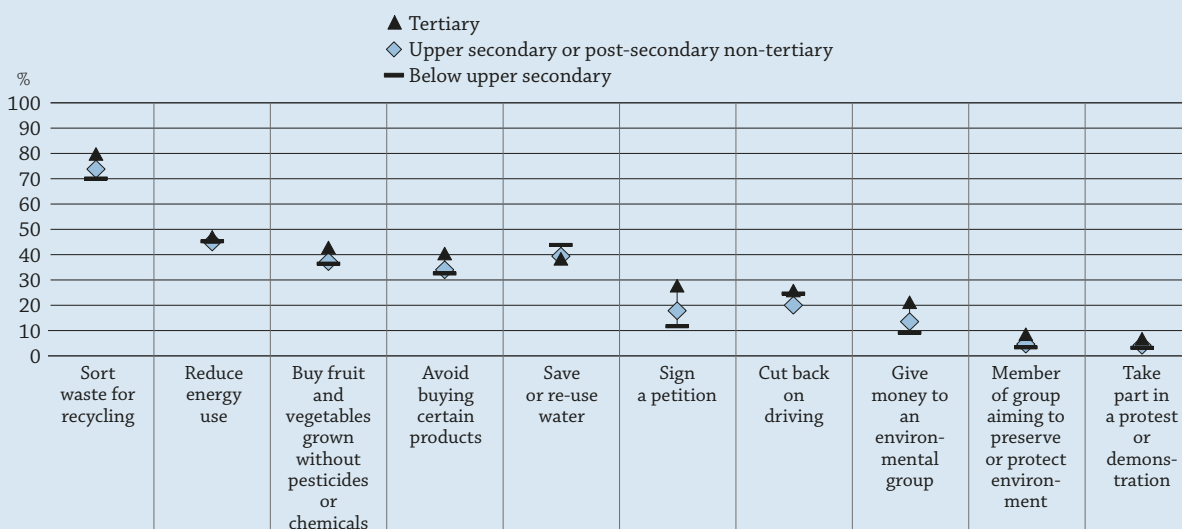 Tertiary
Upper secondary or post-secondary non-tertiary
Below upper secondary
%
100
90
80
70
60
50
40
30
20
10
0
Sort
waste for
recycling
Reduce
energy
use
Buy fruit
and
vegetables
grown
without
pesticides
or
chemicals
Avoid
buying
certain
products
Save
or re-use
water
Sign
a petition
Cut back
on
driving
Give
money to
an
environ-
mental
group
Member
of group
aiming to
preserve
or protect
environ-
ment
Take
part in
a protest
or
demons-
tration